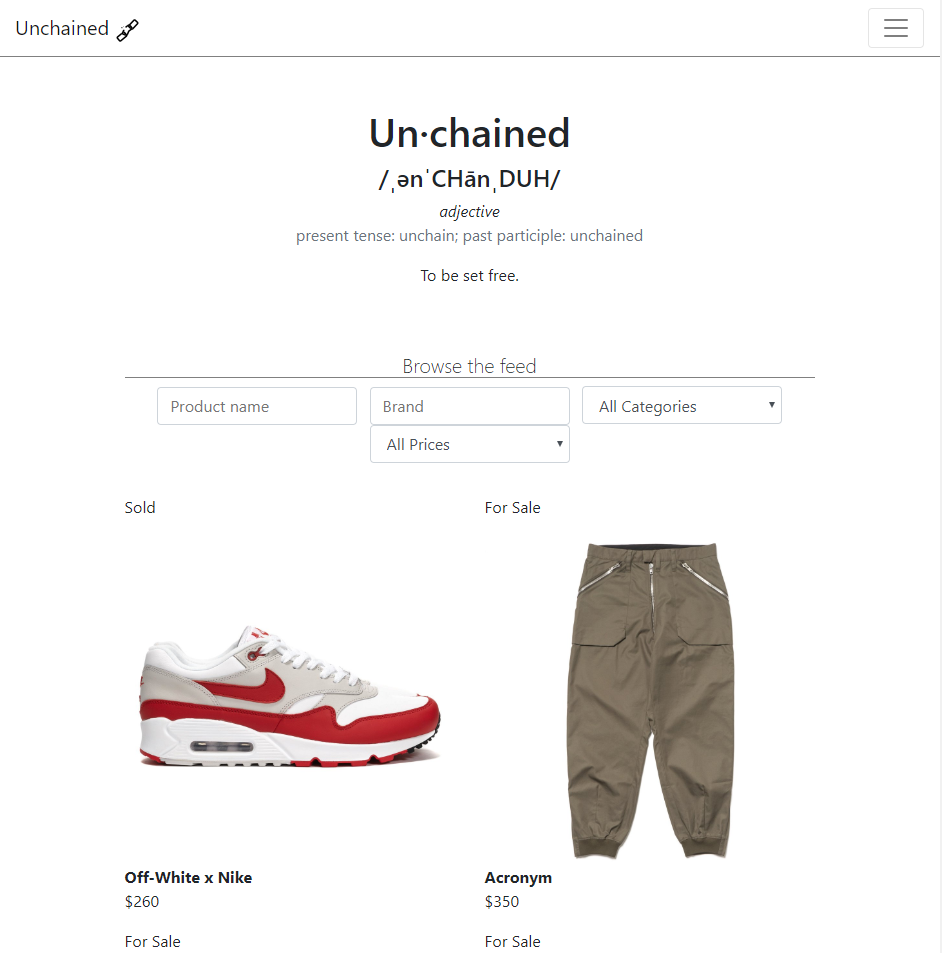 Unchained
Un·chained
/ˌənˈCHānˌDUH/
adjective
present tense: unchain; past participle: unchained
To be set free.
Browse the feed
Product name
Brand
All Categories
All Prices
Sold
For Sale
Off-White x Nike
$260
Acronym
$350
For Sale
For Sale